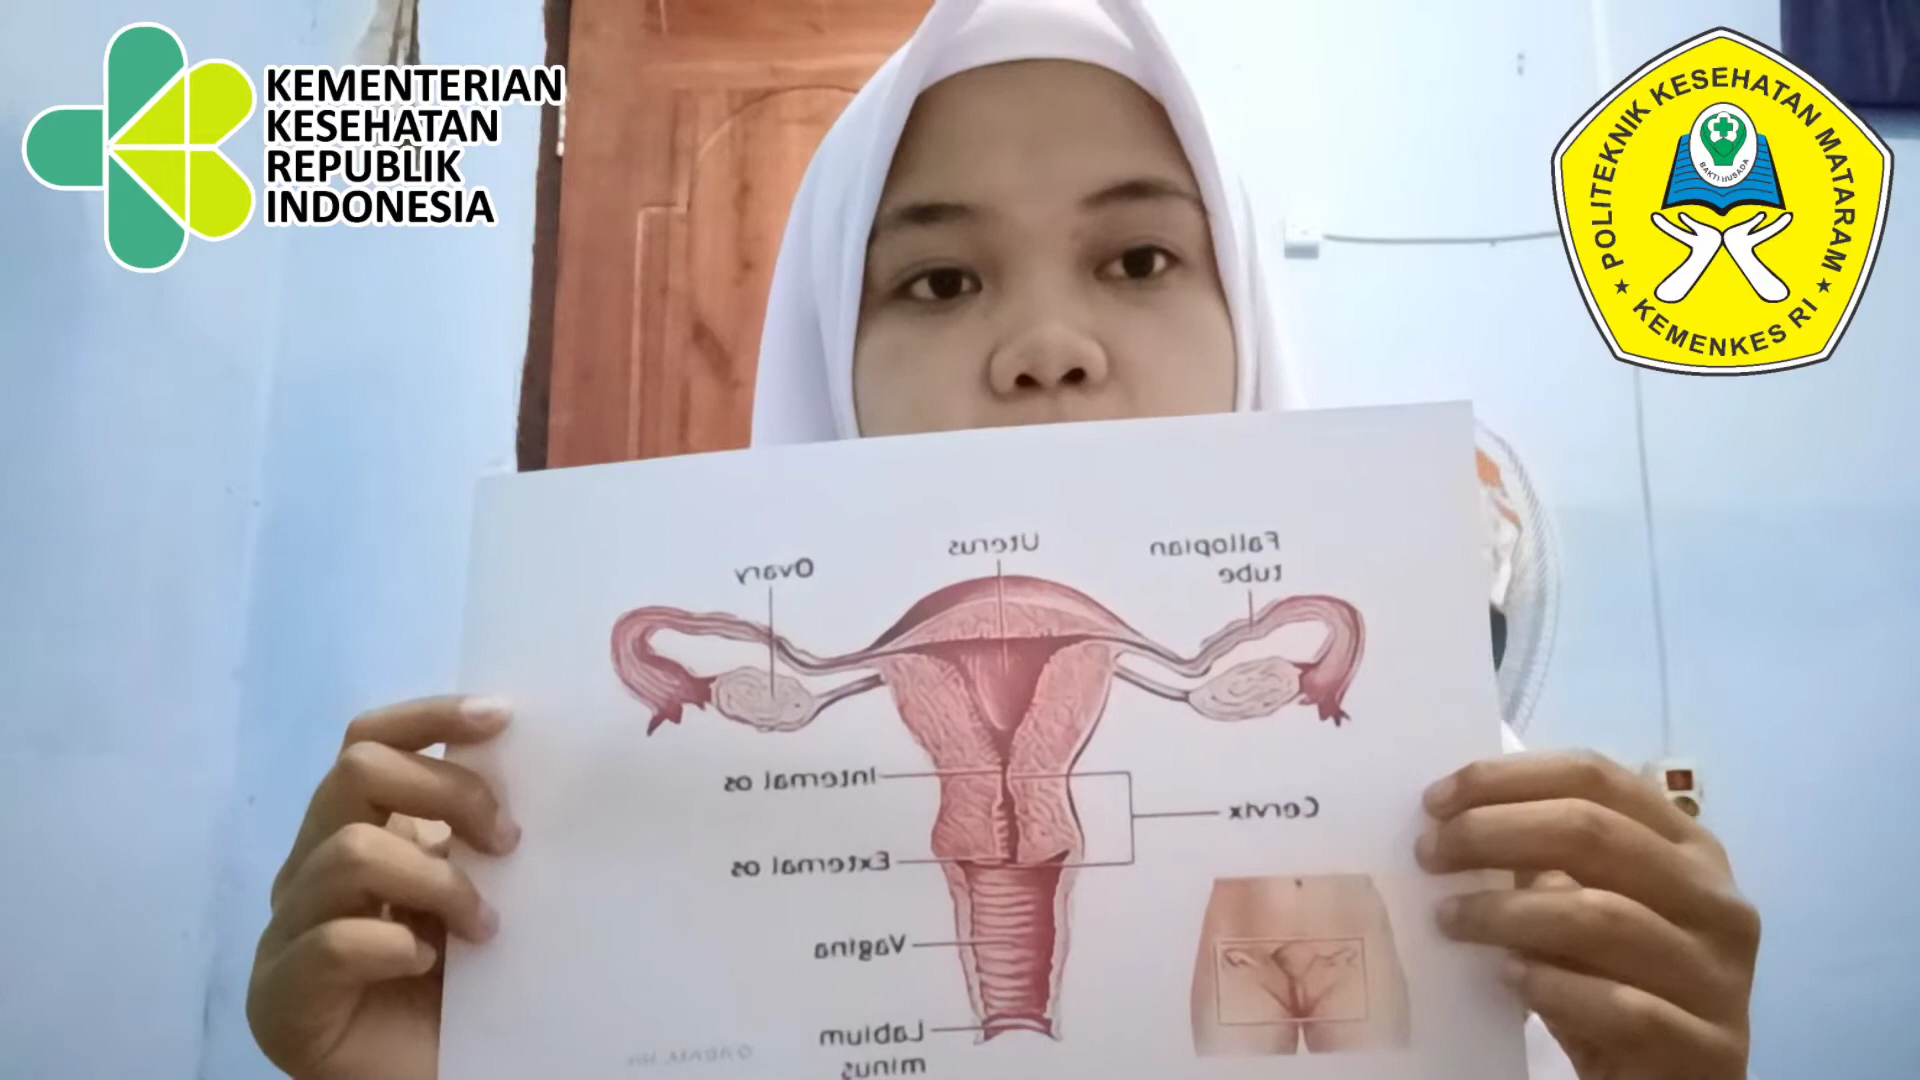 KEMENTERIAN
KESEHATAN
REPUBLIK
INDONESIA
POLITEKNIK KESEHATAN MATARAM
BAKTI HUSADA
★ KEMENKES RI ★
Uterus
Fallopian
tube
Ovary
Internal os
Cervix
External os
Vagina
Labium
minus